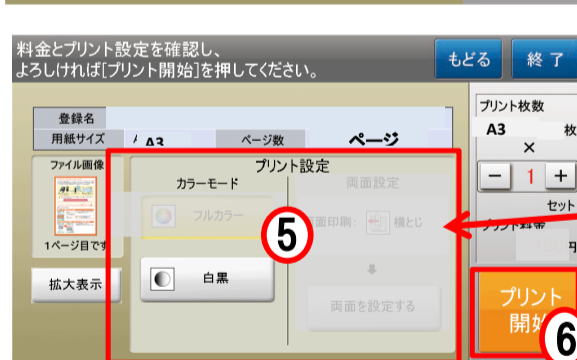 料金とプリント設定を確認し、
よろしければ[プリント開始]を押してください。
もどる
終 了
登録名
用紙サイズ
A3
ページ数
ページ
ファイル画像
1ページ目です
拡大表示
プリント設定
カラーモード
フルカラー
白黒
5
両面設定
両面印刷:
横とじ
両面を設定する
プリント枚数
A3
枚
×
1
セット
プリント料金
プリント
開始
6